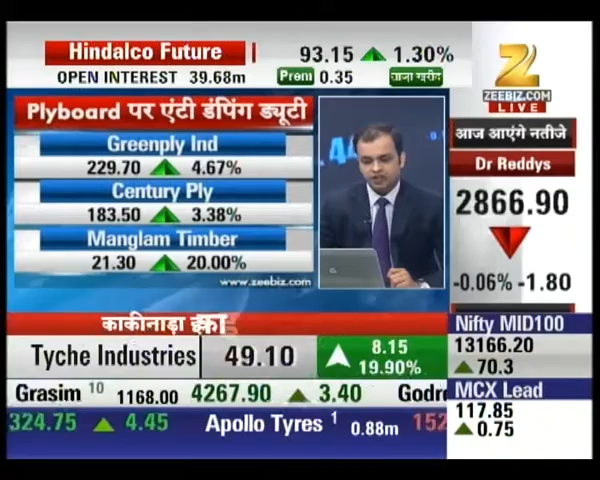 Hindalco Future
93.15 1.30%
OPEN INTEREST 39.68m
Prem 0.35
ताजा खरीद
ZEEBIZ.COM
LIVE
Plyboard पर एंटी डंपिंग ड्यूटी
Greenply Ind
229.70 4.67%
Century Ply
183.50 3.38%
Manglam Timber
21.30 20.00%
www.zeebiz.com
आज आएंगे नतीजे
Dr Reddys
2866.90
-0.06% -1.80
काकीनाड़ा
Tyche Industries 49.10 8.15
19.90%
Nifty MID100
13166.20
70.3
Grasim 10 1168.00 4267.90 3.40 Godr
MCX Lead
117.85
0.75
324.75 4.45 Apollo Tyres 1 0.88m 152